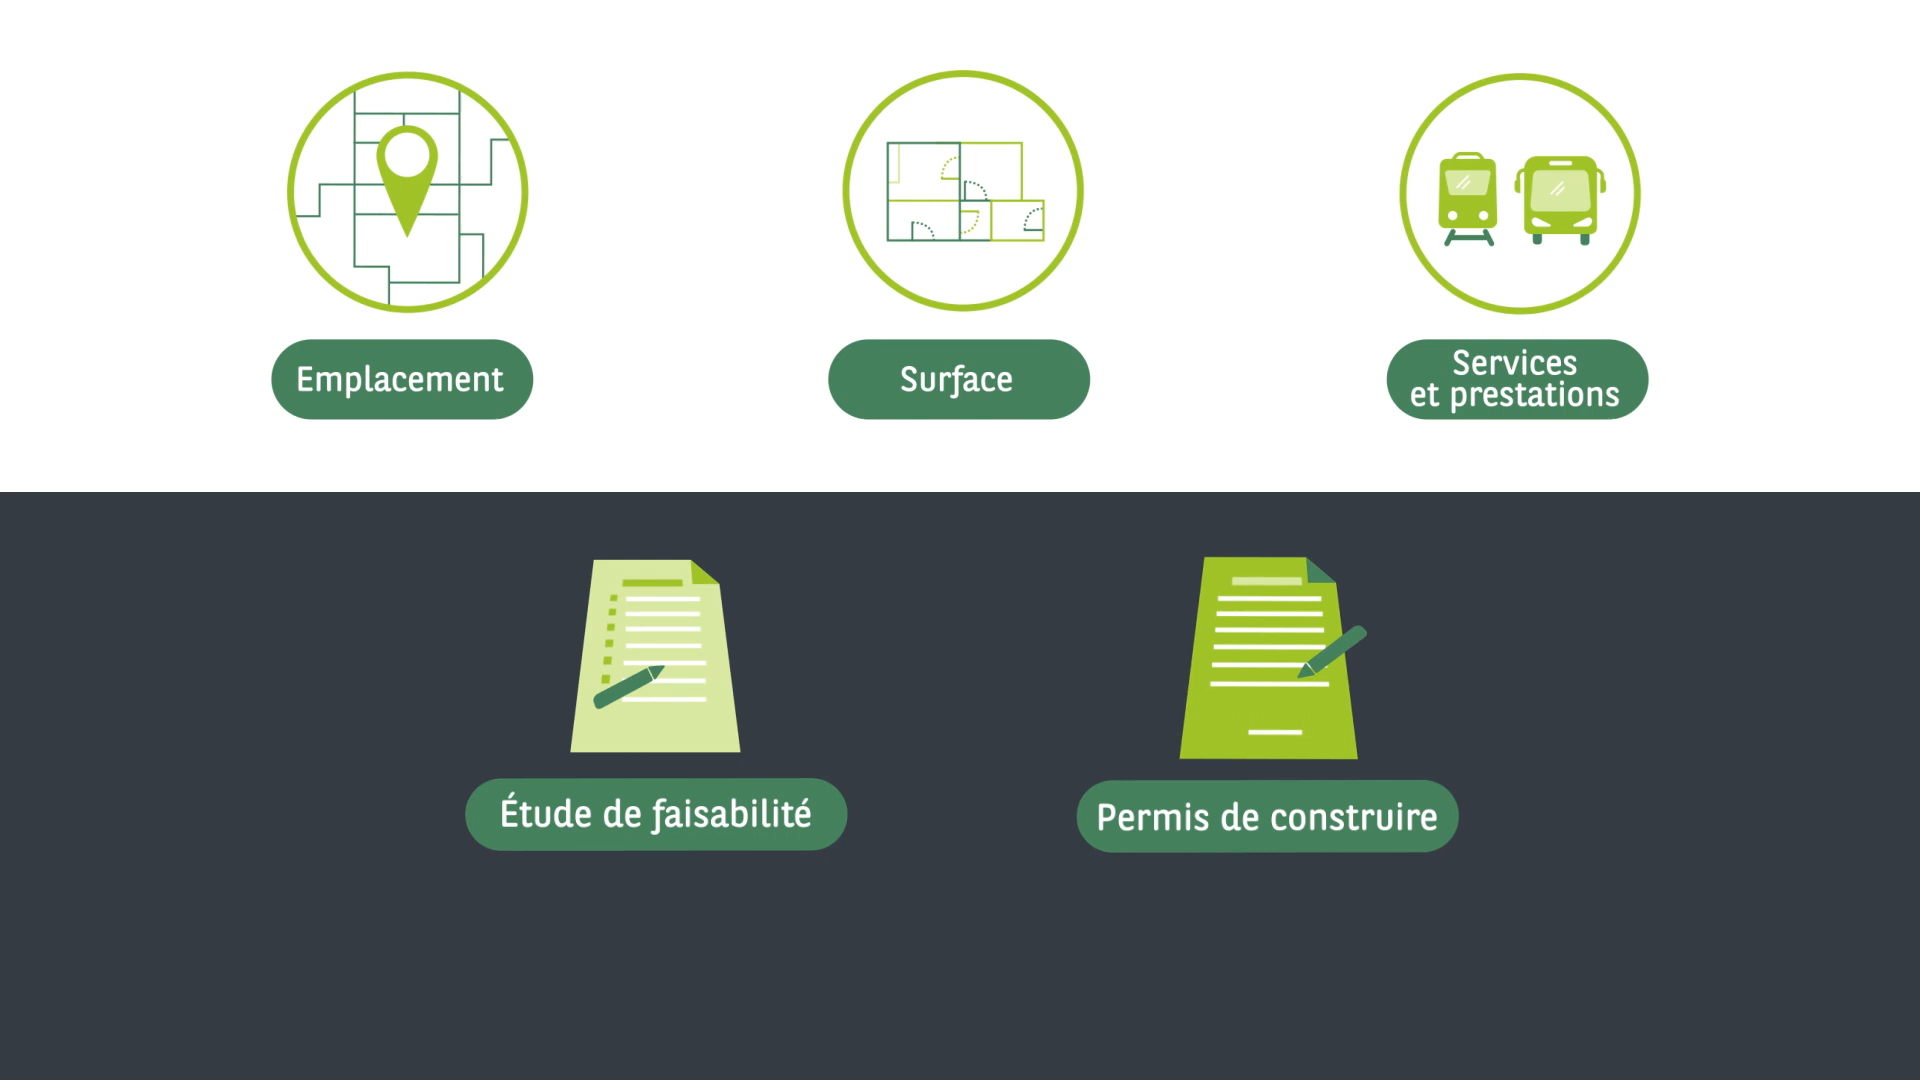 Emplacement
Surface
Services
et prestations
Étude de faisabilité
Permis de construire